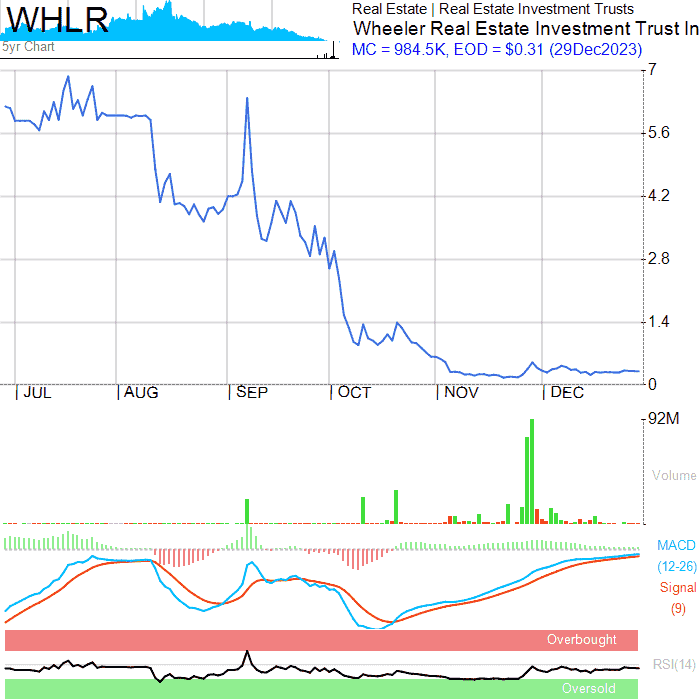 WHLR
Real Estate | Real Estate Investment Trusts
Wheeler Real Estate Investment Trust In
5yr Chart
MC = 984.5K, EOD = $0.31 (29Dec2023)
7
5.6
4.2
2.8
1.4
0
JUL AUG SEP OCT NOV DEC
92M
Volume
MACD
(12-26)
Signal
(9)
Overbought
RSI(14)
Oversold